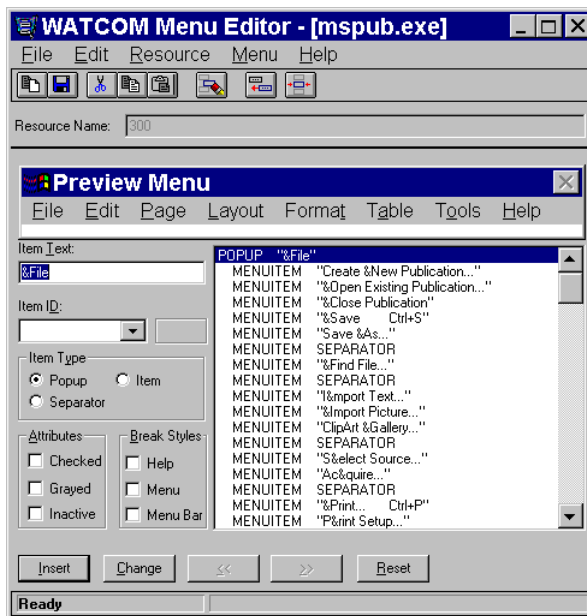 WATCOM Menu Editor - [mspub.exe]
File Edit Resource Menu Help
Resource Name: 300
Preview Menu
File Edit Page Layout Format Table Tools Help
Item Text:
&File
Item ID:
Item Type
Popup Item
Separator
Attributes
Checked
Grayed
Inactive
Break Styles
Help
Menu
Menu Bar
POPUP "&File"
MENUITEM "Create &New Publication..."
MENUITEM "&Open Existing Publication..."
MENUITEM "&Close Publication"
MENUITEM "&Save Ctrl+S"
MENUITEM "Save &As..."
MENUITEM SEPARATOR
MENUITEM "&Find File..."
MENUITEM SEPARATOR
MENUITEM "I&mport Text..."
MENUITEM "&Import Picture..."
MENUITEM "ClipArt &Gallery..."
MENUITEM SEPARATOR
MENUITEM "S&elect Source..."
MENUITEM "Ac&quire..."
MENUITEM SEPARATOR
MENUITEM "&Print... Ctrl+P"
MENUITEM "P&rint Setup..."
Insert Change << >> Reset
Ready